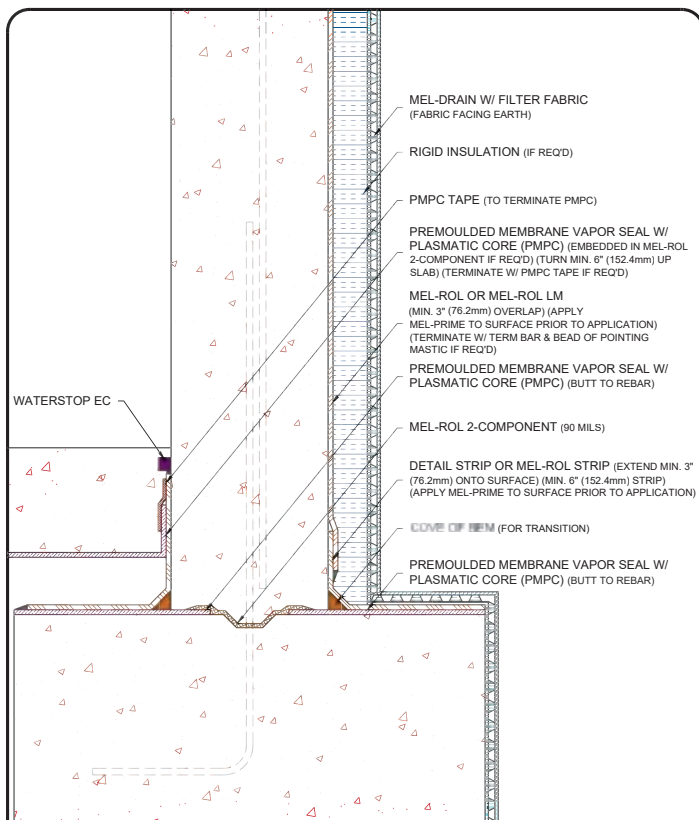 MEL-DRAIN W/ FILTER FABRIC
(FABRIC FACING EARTH)
RIGID INSULATION (IF REQ'D)
PMPC TAPE (TO TERMINATE PMPC)
PREMOULDED MEMBRANE VAPOR SEAL W/
PLASMATIC CORE (PMPC) (EMBEDDED IN MEL-ROL
2-COMPONENT IF REQ'D) (TURN MIN. 6" (152.4mm) UP
SLAB) (TERMINATE W/ PMPC TAPE IF REQ'D)
MEL-ROL OR MEL-ROL LM
(MIN. 3" (76.2mm) OVERLAP) (APPLY
MEL-PRIME TO SURFACE PRIOR TO APPLICATION)
(TERMINATE W/ TERM BAR & BEAD OF POINTING
MASTIC IF REQ'D)
PREMOULDED MEMBRANE VAPOR SEAL W/
PLASMATIC CORE (PMPC) (BUTT TO REBAR)
WATERSTOP EC
MEL-ROL 2-COMPONENT (90 MILS)
DETAIL STRIP OR MEL-ROL STRIP (EXTEND MIN. 3"
(76.2mm) ONTO SURFACE) (MIN. 6" (152.4mm) STRIP)
(APPLY MEL-PRIME TO SURFACE PRIOR TO APPLICATION)
(FOR TRANSITION)
PREMOULDED MEMBRANE VAPOR SEAL W/
PLASMATIC CORE (PMPC) (BUTT TO REBAR)